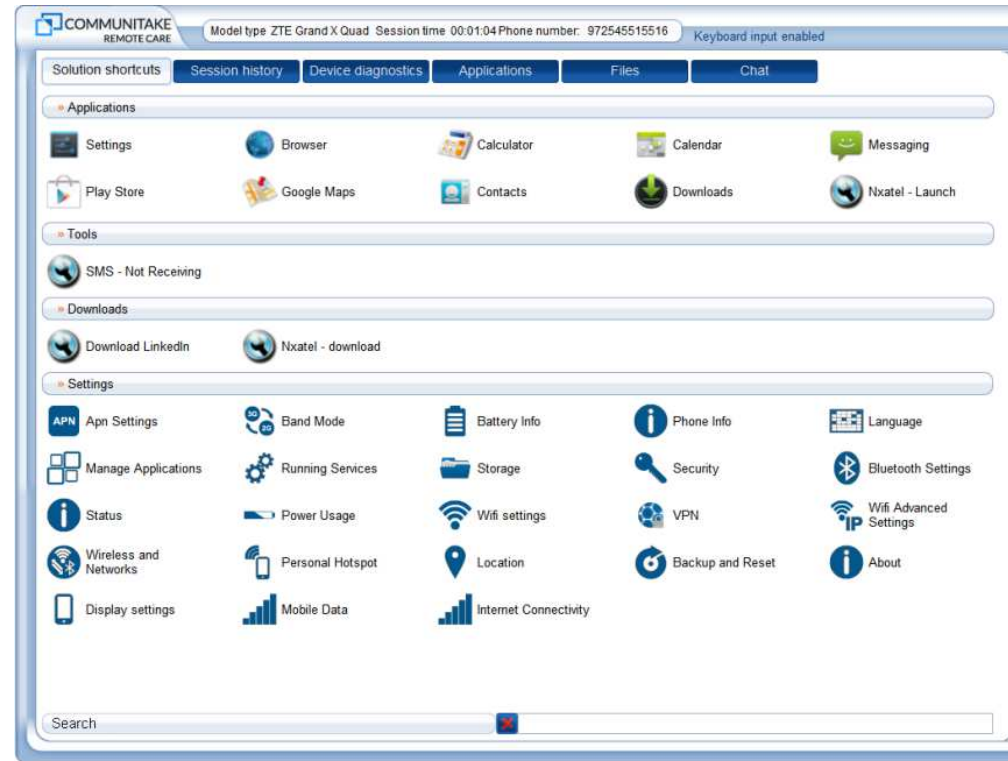 COMMUNITAKE
REMOTE CARE
Model type ZTE Grand X Quad Session time 00:01:04 Phone number: 972545515516
Keyboard input enabled
Solution shortcuts Session history Device diagnostics Applications Files Chat
» Applications
Settings Browser Calculator Calendar Messaging
Play Store Google Maps Contacts Downloads Nxatel - Launch
» Tools
SMS - Not Receiving
» Downloads
Download LinkedIn Nxatel - download
» Settings
APN Apn Settings 3G 2G Band Mode Battery Info Phone Info Language
Manage Applications Running Services Storage Security Bluetooth Settings
Status Power Usage Wifi settings VPN IP Wifi Advanced
Settings
Wireless and
Networks Personal Hotspot Location Backup and Reset About
Display settings Mobile Data Internet Connectivity
Search